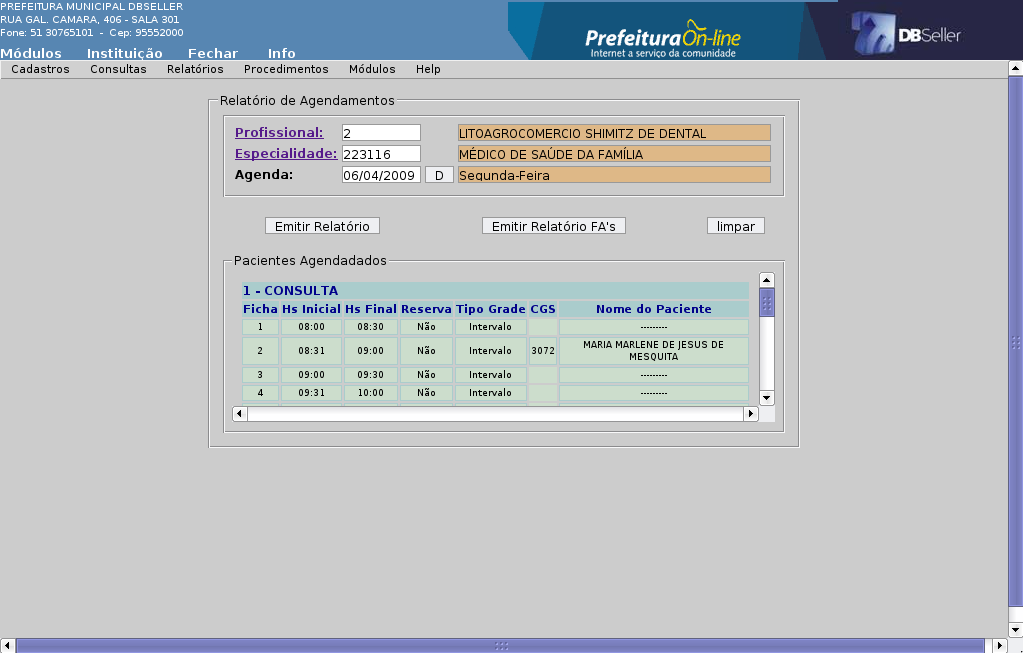 PREFEITURA MUNICIPAL DBSELLER
RUA GAL. CAMARA, 406 - SALA 301
Fone: 51 30765101 - Cep: 95552000
Módulos Instituição Fechar Info
Prefeitura On-line
Internet a serviço da comunidade
DBSeller
Cadastros Consultas Relatórios Procedimentos Módulos Help
Relatório de Agendamentos
Profissional: 2 LITOAGROCOMERCIO SHIMITZ DE DENTAL
Especialidade: 223116 MÉDICO DE SAÚDE DA FAMÍLIA
Agenda: 06/04/2009 D Segunda-Feira
Emitir Relatório Emitir Relatório FA's limpar
Pacientes Agendadados
1 - CONSULTA
Ficha Hs Inicial Hs Final Reserva Tipo Grade CGS Nome do Paciente
1 08:00 08:30 Não Intervalo ---------
2 08:31 09:00 Não Intervalo 3072 MARIA MARLENE DE JESUS DE
MESQUITA
3 09:00 09:30 Não Intervalo ---------
4 09:31 10:00 Não Intervalo ---------